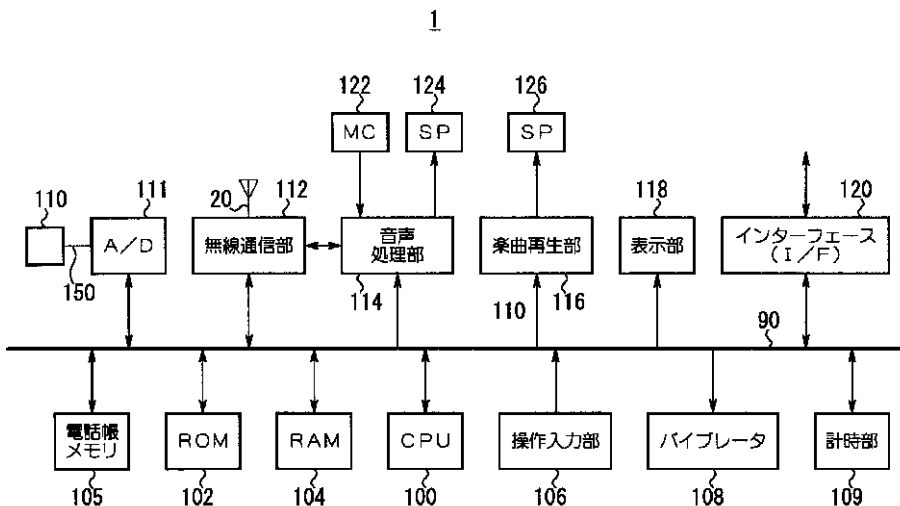 1
122
124
126
MC
SP
SP
110
111
20
112
118
120
A/D
無線通信部
音声
処理部
楽曲再生部
表示部
インターフェース
(I/F)
150
114
110
116
90
電話帳
メモリ
ROM
RAM
CPU
操作入力部
バイブレータ
計時部
105
102
104
100
106
108
109